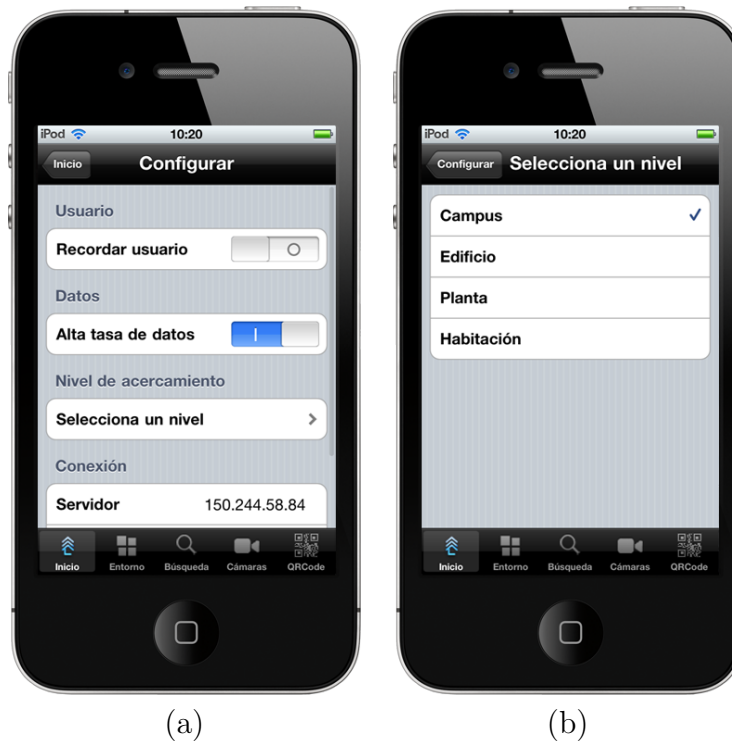 iPod 10:20
Inicio Configurar
Usuario
Recordar usuario
Datos
Alta tasa de datos
Nivel de acercamiento
Selecciona un nivel
Conexión
Servidor 150.244.58.84
Inicio Entorno Búsqueda Cámaras QRCode
(a)
iPod 10:20
Configurar Selecciona un nivel
Campus
Edificio
Planta
Habitación
Inicio Entorno Búsqueda Cámaras QRCode
(b)